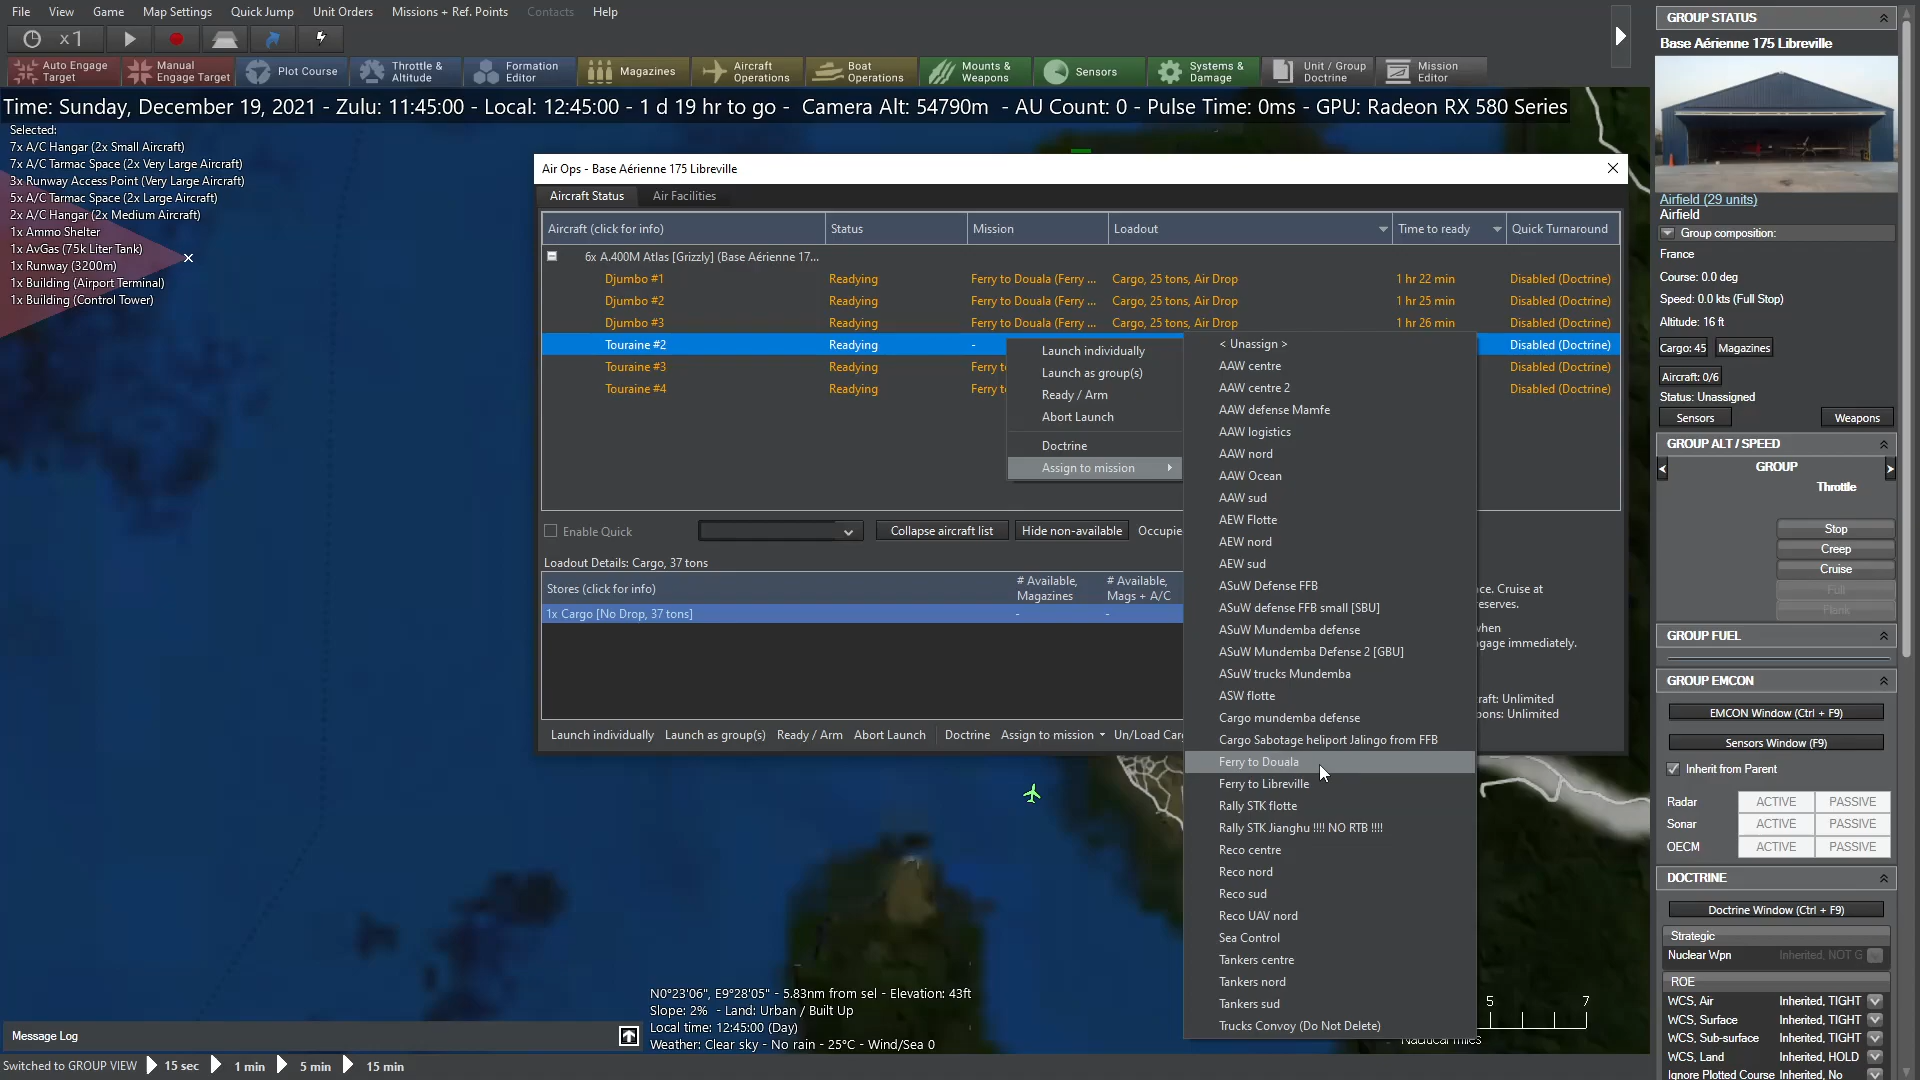 File View Game Map Settings Quick Jump Unit Orders Missions + Ref. Points Contacts Help
x1
Auto Engage Target
Manual Engage Target
Plot Course
Throttle & Altitude
Formation Editor
Magazines
Aircraft Operations
Boat Operations
Mounts & Weapons
Sensors
Systems & Damage
Unit / Group Doctrine
Mission Editor
Time: Sunday, December 19, 2021 - Zulu: 11:45:00 - Local: 12:45:00 - 1 d 19 hr to go - Camera Alt: 54790m - AU Count: 0 - Pulse Time: 0ms - GPU: Radeon RX 580 Series
Selected:
7x A/C Hangar (2x Small Aircraft)
7x A/C Tarmac Space (2x Very Large Aircraft)
3x Runway Access Point (Very Large Aircraft)
5x A/C Tarmac Space (2x Large Aircraft)
2x A/C Hangar (2x Medium Aircraft)
1x Ammo Shelter
1x AvGas (75k Liter Tank)
1x Runway (3200m)
1x Building (Airport Terminal)
1x Building (Control Tower)
Air Ops - Base Aérienne 175 Libreville
Aircraft Status Air Facilities
Aircraft (click for info) Status Mission Loadout Time to ready Quick Turnaround
6x A.400M Atlas [Grizzly] (Base Aérienne 17...
Djumbo #1 Readying Ferry to Douala (Ferry ... Cargo, 25 tons, Air Drop 1 hr 22 min Disabled (Doctrine)
Djumbo #2 Readying Ferry to Douala (Ferry ... Cargo, 25 tons, Air Drop 1 hr 25 min Disabled (Doctrine)
Djumbo #3 Readying Ferry to Douala (Ferry ... Cargo, 25 tons, Air Drop 1 hr 26 min Disabled (Doctrine)
Touraine #2 Readying - Disabled (Doctrine)
Touraine #3 Readying Ferry t Disabled (Doctrine)
Touraine #4 Readying Ferry t Disabled (Doctrine)
Launch individually
Launch as group(s)
Ready / Arm
Abort Launch
Doctrine
Assign to mission
< Unassign >
AAW centre
AAW centre 2
AAW defense Mamfe
AAW logistics
AAW nord
AAW Ocean
AAW sud
AEW Flotte
AEW nord
AEW sud
ASuW Defense FFB
ASuW defense FFB small [SBU]
ASuW Mundemba defense
ASuW Mundemba Defense 2 [GBU]
ASuW trucks Mundemba
ASW flotte
Cargo mundemba defense
Cargo Sabotage heliport Jalingo from FFB
Ferry to Douala
Ferry to Libreville
Rally STK flotte
Rally STK Jianghu !!!! NO RTB !!!!
Reco centre
Reco nord
Reco sud
Reco UAV nord
Sea Control
Tankers centre
Tankers nord
Tankers sud
Trucks Convoy (Do Not Delete)
Enable Quick Collapse aircraft list Hide non-available Occupie
Loadout Details: Cargo, 37 tons
Stores (click for info) # Available, Magazines # Available, Mags + A/C
1x Cargo [No Drop, 37 tons] - -
ce. Cruise at
eserves.
when
gage immediately.
raft: Unlimited
pons: Unlimited
Launch individually Launch as group(s) Ready / Arm Abort Launch Doctrine Assign to mission Un/Load Carg
N0°23'06", E9°28'05" - 5.83nm from sel - Elevation: 43ft
Slope: 2% - Land: Urban / Built Up
Local time: 12:45:00 (Day)
Weather: Clear sky - No rain - 25°C - Wind/Sea 0
5 7
Nautical miles
Message Log
Switched to GROUP VIEW 15 sec 1 min 5 min 15 min
GROUP STATUS
Base Aérienne 175 Libreville
Airfield (29 units)
Airfield
Group composition:
France
Course: 0.0 deg
Speed: 0.0 kts (Full Stop)
Altitude: 16 ft
Cargo: 45 Magazines
Aircraft: 0/6
Status: Unassigned
Sensors Weapons
GROUP ALT / SPEED
GROUP
Throttle
Stop
Creep
Cruise
Full
Flank
GROUP FUEL
GROUP EMCON
EMCON Window (Ctrl + F9)
Sensors Window (F9)
Inherit from Parent
Radar ACTIVE PASSIVE
Sonar ACTIVE PASSIVE
OECM ACTIVE PASSIVE
DOCTRINE
Doctrine Window (Ctrl + F9)
Strategic
Nuclear Wpn Inherited, NOT G
ROE
WCS, Air Inherited, TIGHT
WCS, Surface Inherited, TIGHT
WCS, Sub-surface Inherited, TIGHT
WCS, Land Inherited, HOLD
Ignore Plotted Course Inherited, No